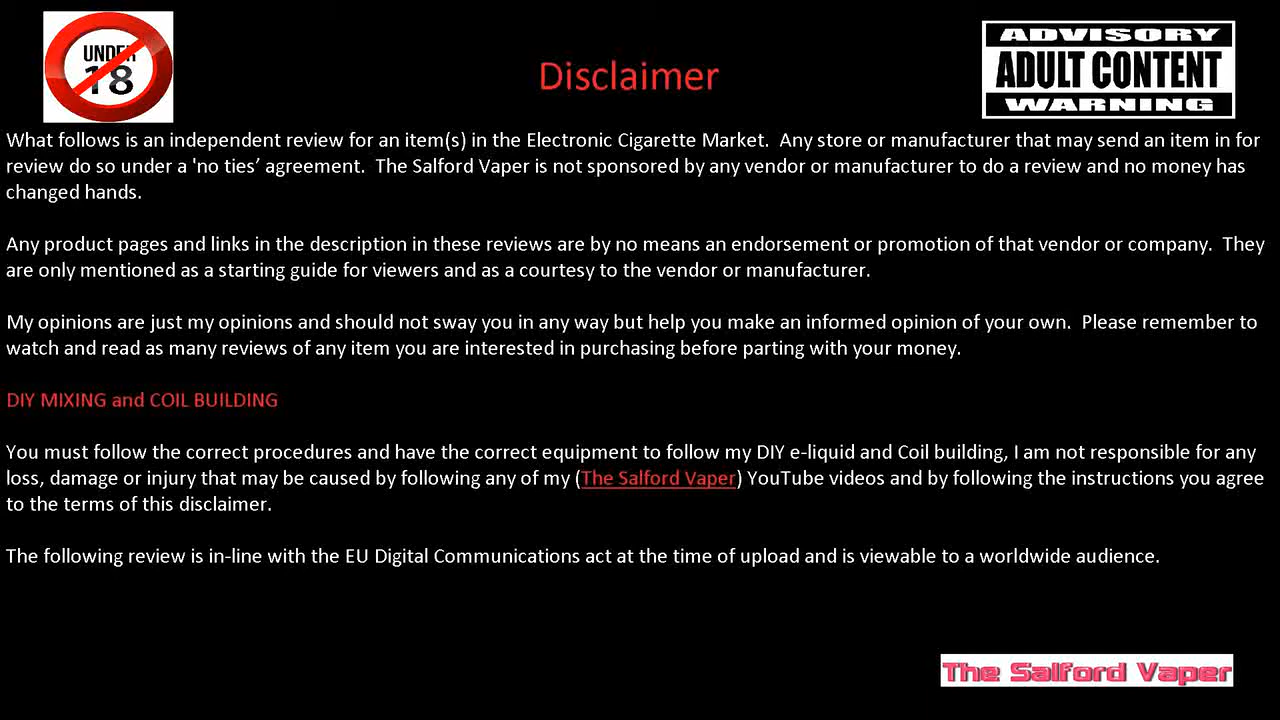 UNDER
18
Disclaimer
ADVISORY
ADULT CONTENT
WARNING
What follows is an independent review for an item(s) in the Electronic Cigarette Market.  Any store or manufacturer that may send an item in for
review do so under a 'no ties’ agreement.  The Salford Vaper is not sponsored by any vendor or manufacturer to do a review and no money has
changed hands.
Any product pages and links in the description in these reviews are by no means an endorsement or promotion of that vendor or company.  They
are only mentioned as a starting guide for viewers and as a courtesy to the vendor or manufacturer.
My opinions are just my opinions and should not sway you in any way but help you make an informed opinion of your own.  Please remember to
watch and read as many reviews of any item you are interested in purchasing before parting with your money.
DIY MIXING and COIL BUILDING
You must follow the correct procedures and have the correct equipment to follow my DIY e-liquid and Coil building, I am not responsible for any
loss, damage or injury that may be caused by following any of my (The Salford Vaper) YouTube videos and by following the instructions you agree
to the terms of this disclaimer.
The following review is in-line with the EU Digital Communications act at the time of upload and is viewable to a worldwide audience.
The Salford Vaper